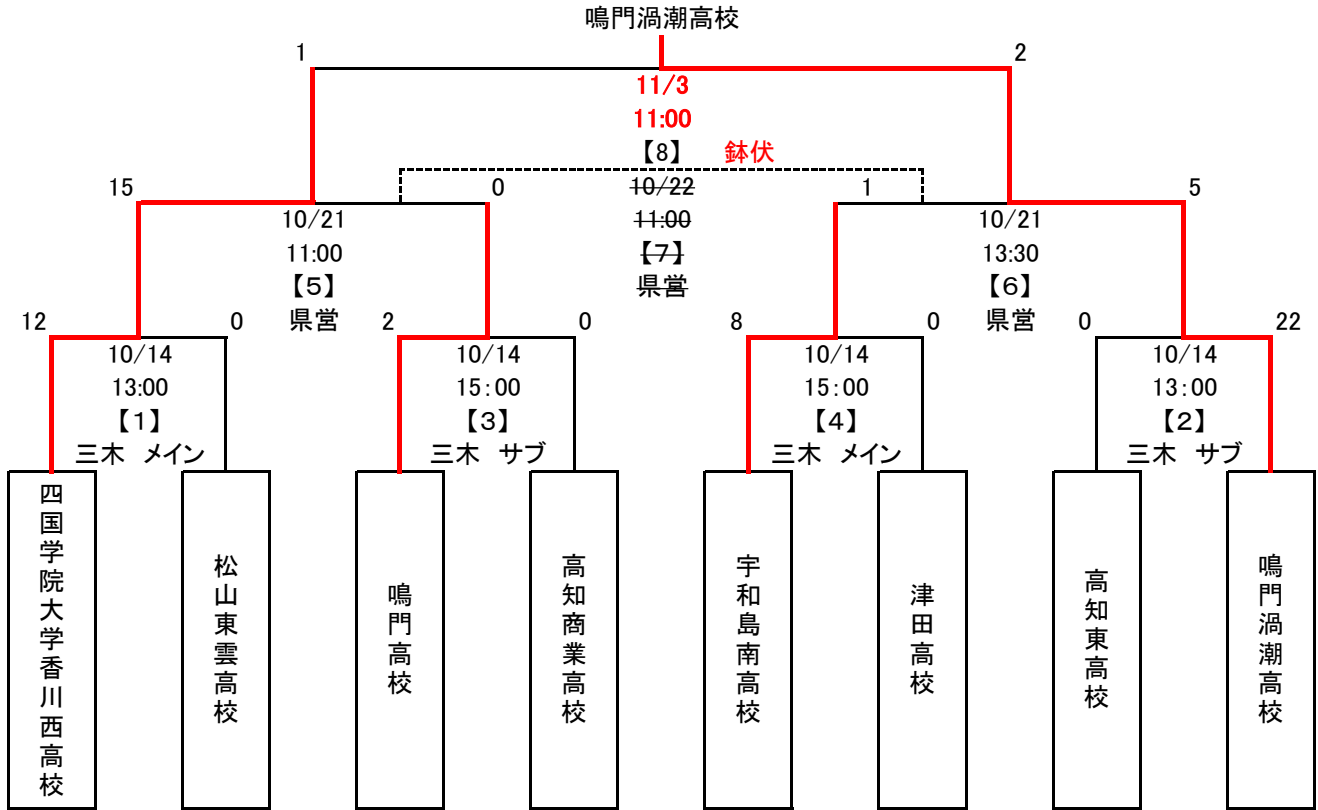 鳴門渦潮高校
1
2
11/3
11:00
【8】 鉢伏
15
0
10/22
1
5
10/21
11:00
10/21
11:00
【7】
13:30
【5】
県営
【6】
12
0
県営
2
0
8
0
県営
0
22
10/14
10/14
10/14
10/14
13:00
15:00
15:00
13:00
【1】
【3】
【4】
【2】
三木 メイン
三木 サブ
三木 メイン
三木 サブ
四国学院大学香川西高校
松山東雲高校
鳴門高校
高知商業高校
宇和島南高校
津田高校
高知東高校
鳴門渦潮高校